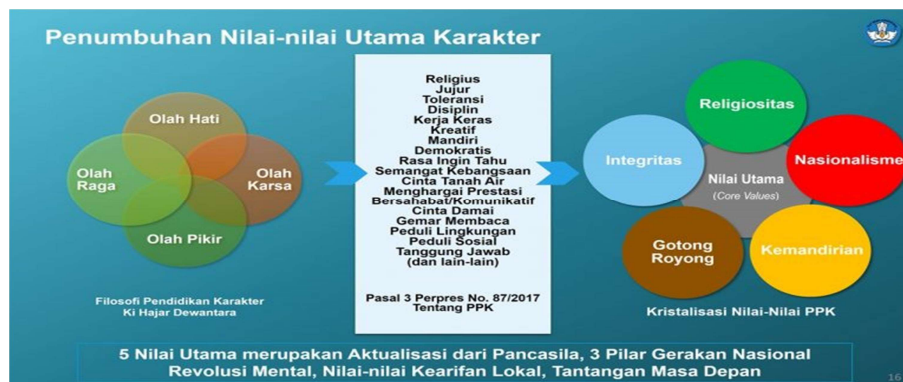 Penumbuhan Nilai-nilai Utama Karakter
Olah Hati
Olah
Raga
Olah
Karsa
Olah Pikir
Filosofi Pendidikan Karakter
Ki Hajar Dewantara
Religius
Jujur
Toleransi
Disiplin
Kerja Keras
Kreatif
Mandiri
Demokratis
Rasa Ingin Tahu
Semangat Kebangsaan
Cinta Tanah Air
Menghargai Prestasi
Bersahabat/Komunikatif
Cinta Damai
Gemar Membaca
Peduli Lingkungan
Peduli Sosial
Tanggung Jawab
(dan lain-lain)
Pasal 3 Perpres No. 87/2017
Tentang PPK
Religiositas
Integritas
Nasionalisme
Nilai Utama
(Core Values)
Gotong
Royong
Kemandirian
Kristalisasi Nilai-Nilai PPK
5 Nilai Utama merupakan Aktualisasi dari Pancasila, 3 Pilar Gerakan Nasional
Revolusi Mental, Nilai-nilai Kearifan Lokal, Tantangan Masa Depan
16